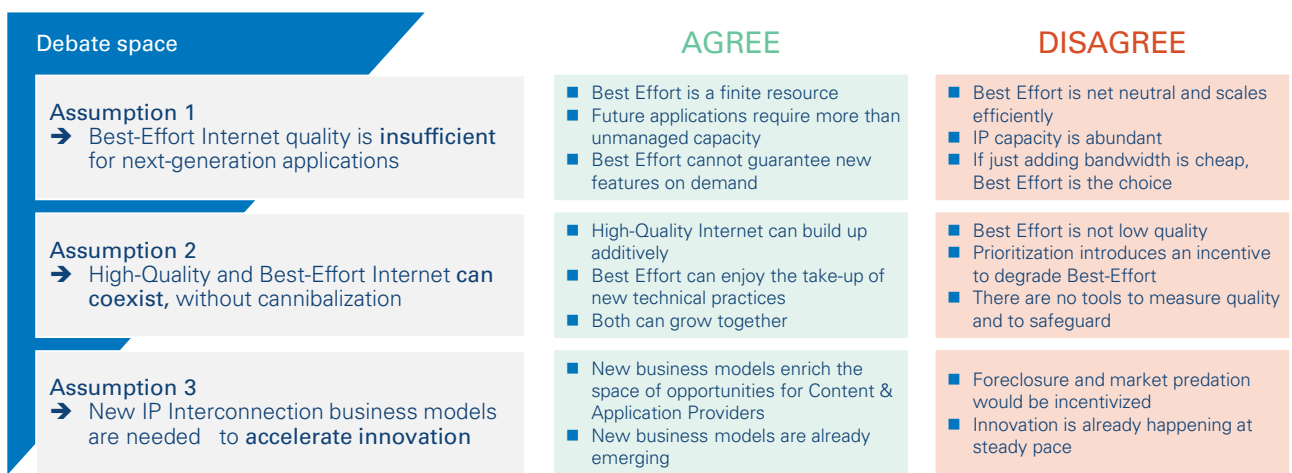 Debate space
AGREE
DISAGREE
Assumption 1
➔ Best-Effort Internet quality is insufficient
for next-generation applications
■ Best Effort is a finite resource
■ Future applications require more than
unmanaged capacity
■ Best Effort cannot guarantee new
features on demand
■ Best Effort is net neutral and scales
efficiently
■ IP capacity is abundant
■ If just adding bandwidth is cheap,
Best Effort is the choice
Assumption 2
➔ High-Quality and Best-Effort Internet can
coexist, without cannibalization
■ High-Quality Internet can build up
additively
■ Best Effort can enjoy the take-up of
new technical practices
■ Both can grow together
■ Best Effort is not low quality
■ Prioritization introduces an incentive
to degrade Best-Effort
■ There are no tools to measure quality
and to safeguard
Assumption 3
➔ New IP Interconnection business models
are needed to accelerate innovation
■ New business models enrich the
space of opportunities for Content &
Application Providers
■ New business models are already
emerging
■ Foreclosure and market predation
would be incentivized
■ Innovation is already happening at
steady pace